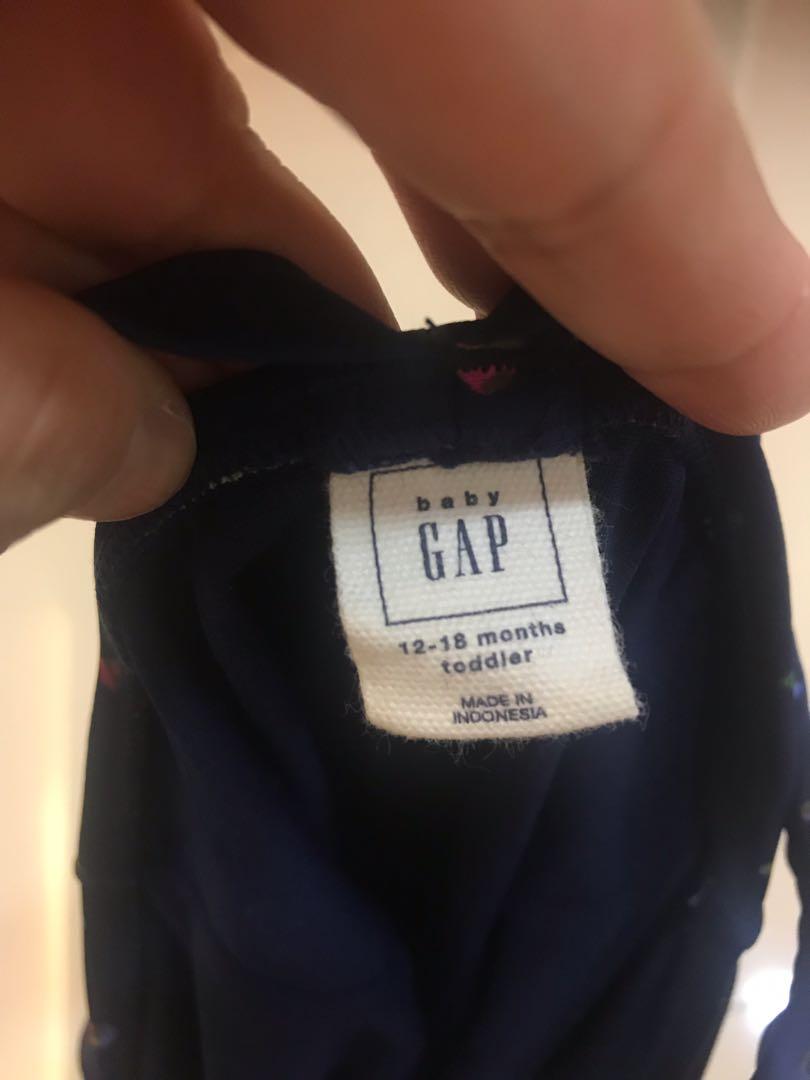 baby
GAP
12-18 months
toddler
MADE IN
INDONESIA